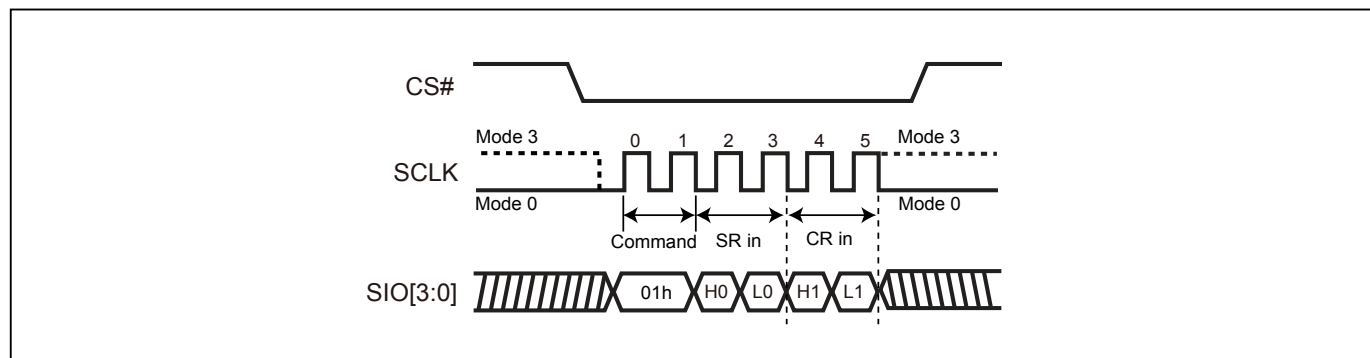 CS#
Mode 3 0 1 2 3 4 5 Mode 3
SCLK
Mode 0 Mode 0
Command SR in CR in
SIO[3:0] 01h H0 L0 H1 L1